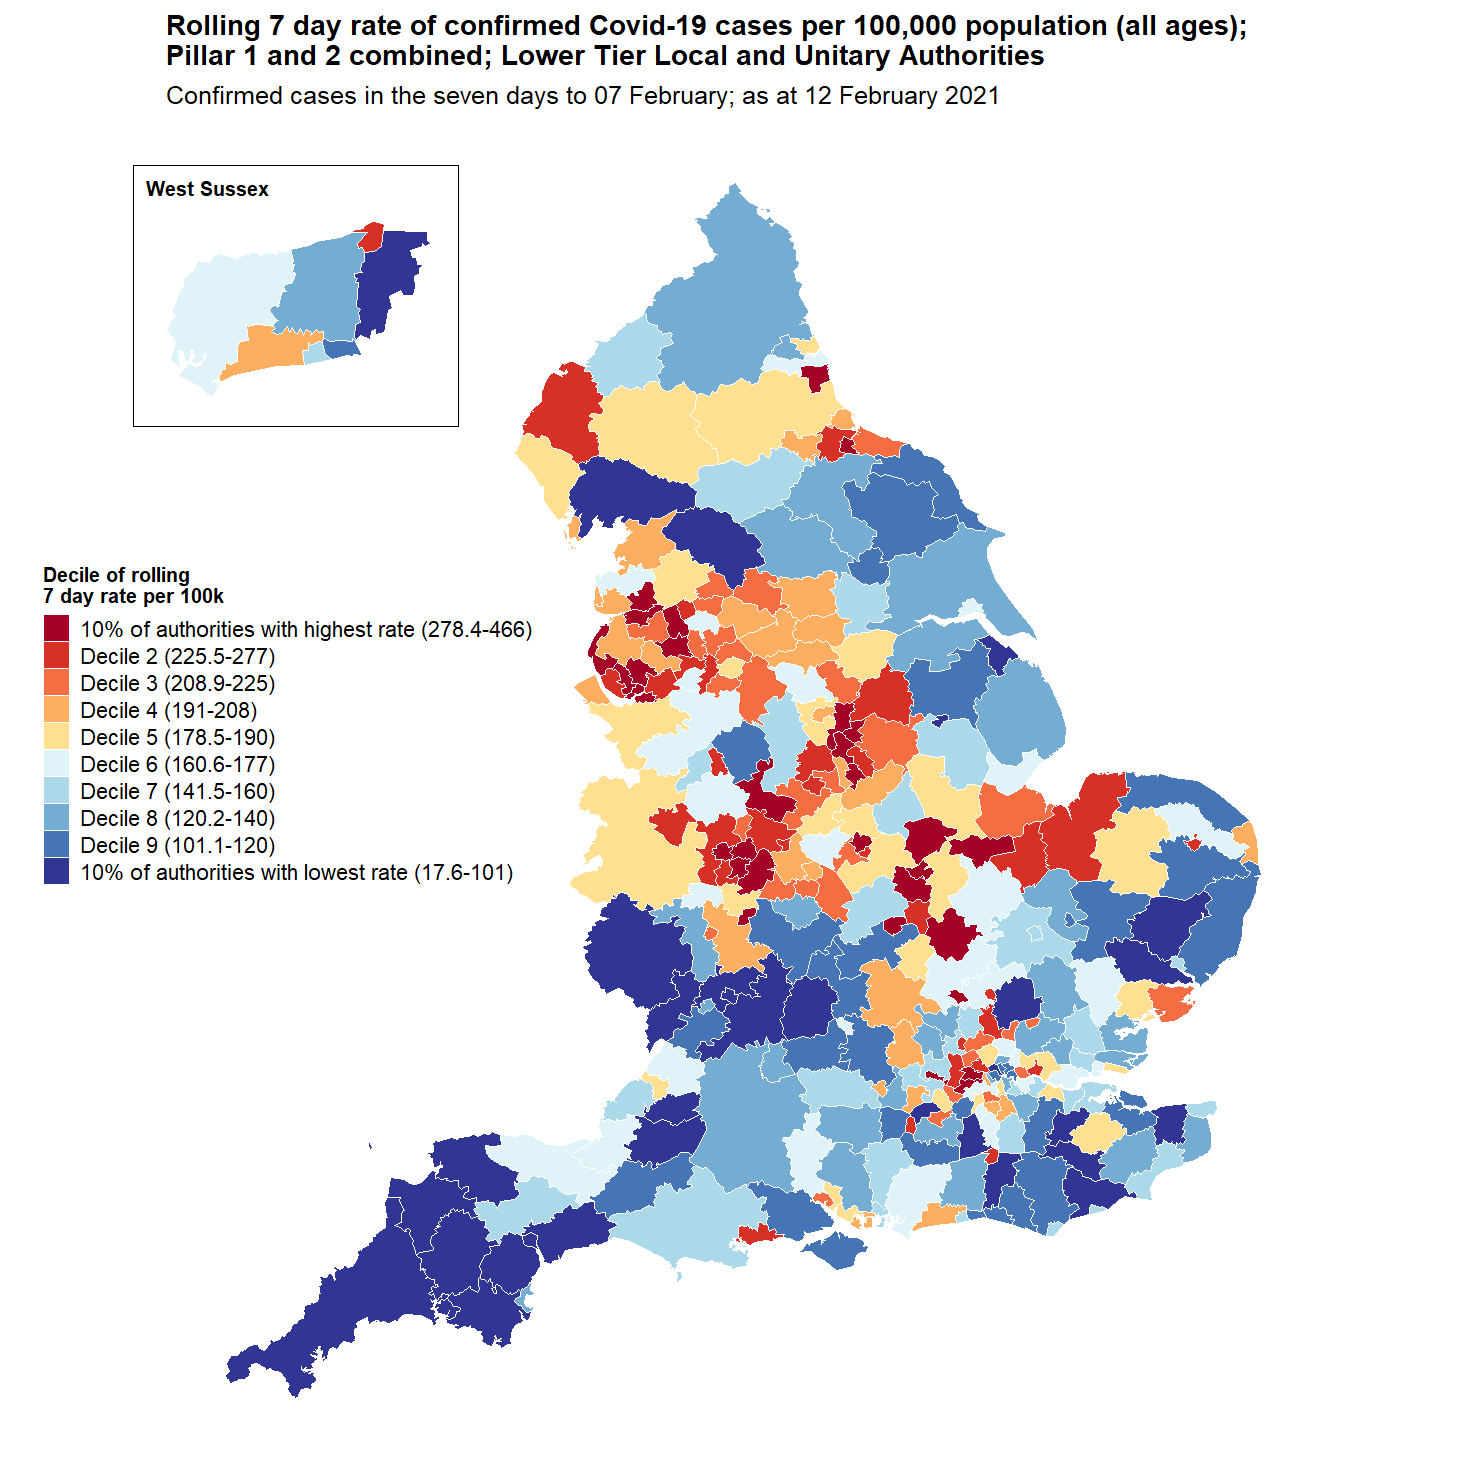 Rolling 7 day rate of confirmed Covid-19 cases per 100,000 population (all ages);
Pillar 1 and 2 combined; Lower Tier Local and Unitary Authorities
Confirmed cases in the seven days to 07 February; as at 12 February 2021
West Sussex
Decile of rolling
7 day rate per 100k
10% of authorities with highest rate (278.4-466)
Decile 2 (225.5-277)
Decile 3 (208.9-225)
Decile 4 (191-208)
Decile 5 (178.5-190)
Decile 6 (160.6-177)
Decile 7 (141.5-160)
Decile 8 (120.2-140)
Decile 9 (101.1-120)
10% of authorities with lowest rate (17.6-101)